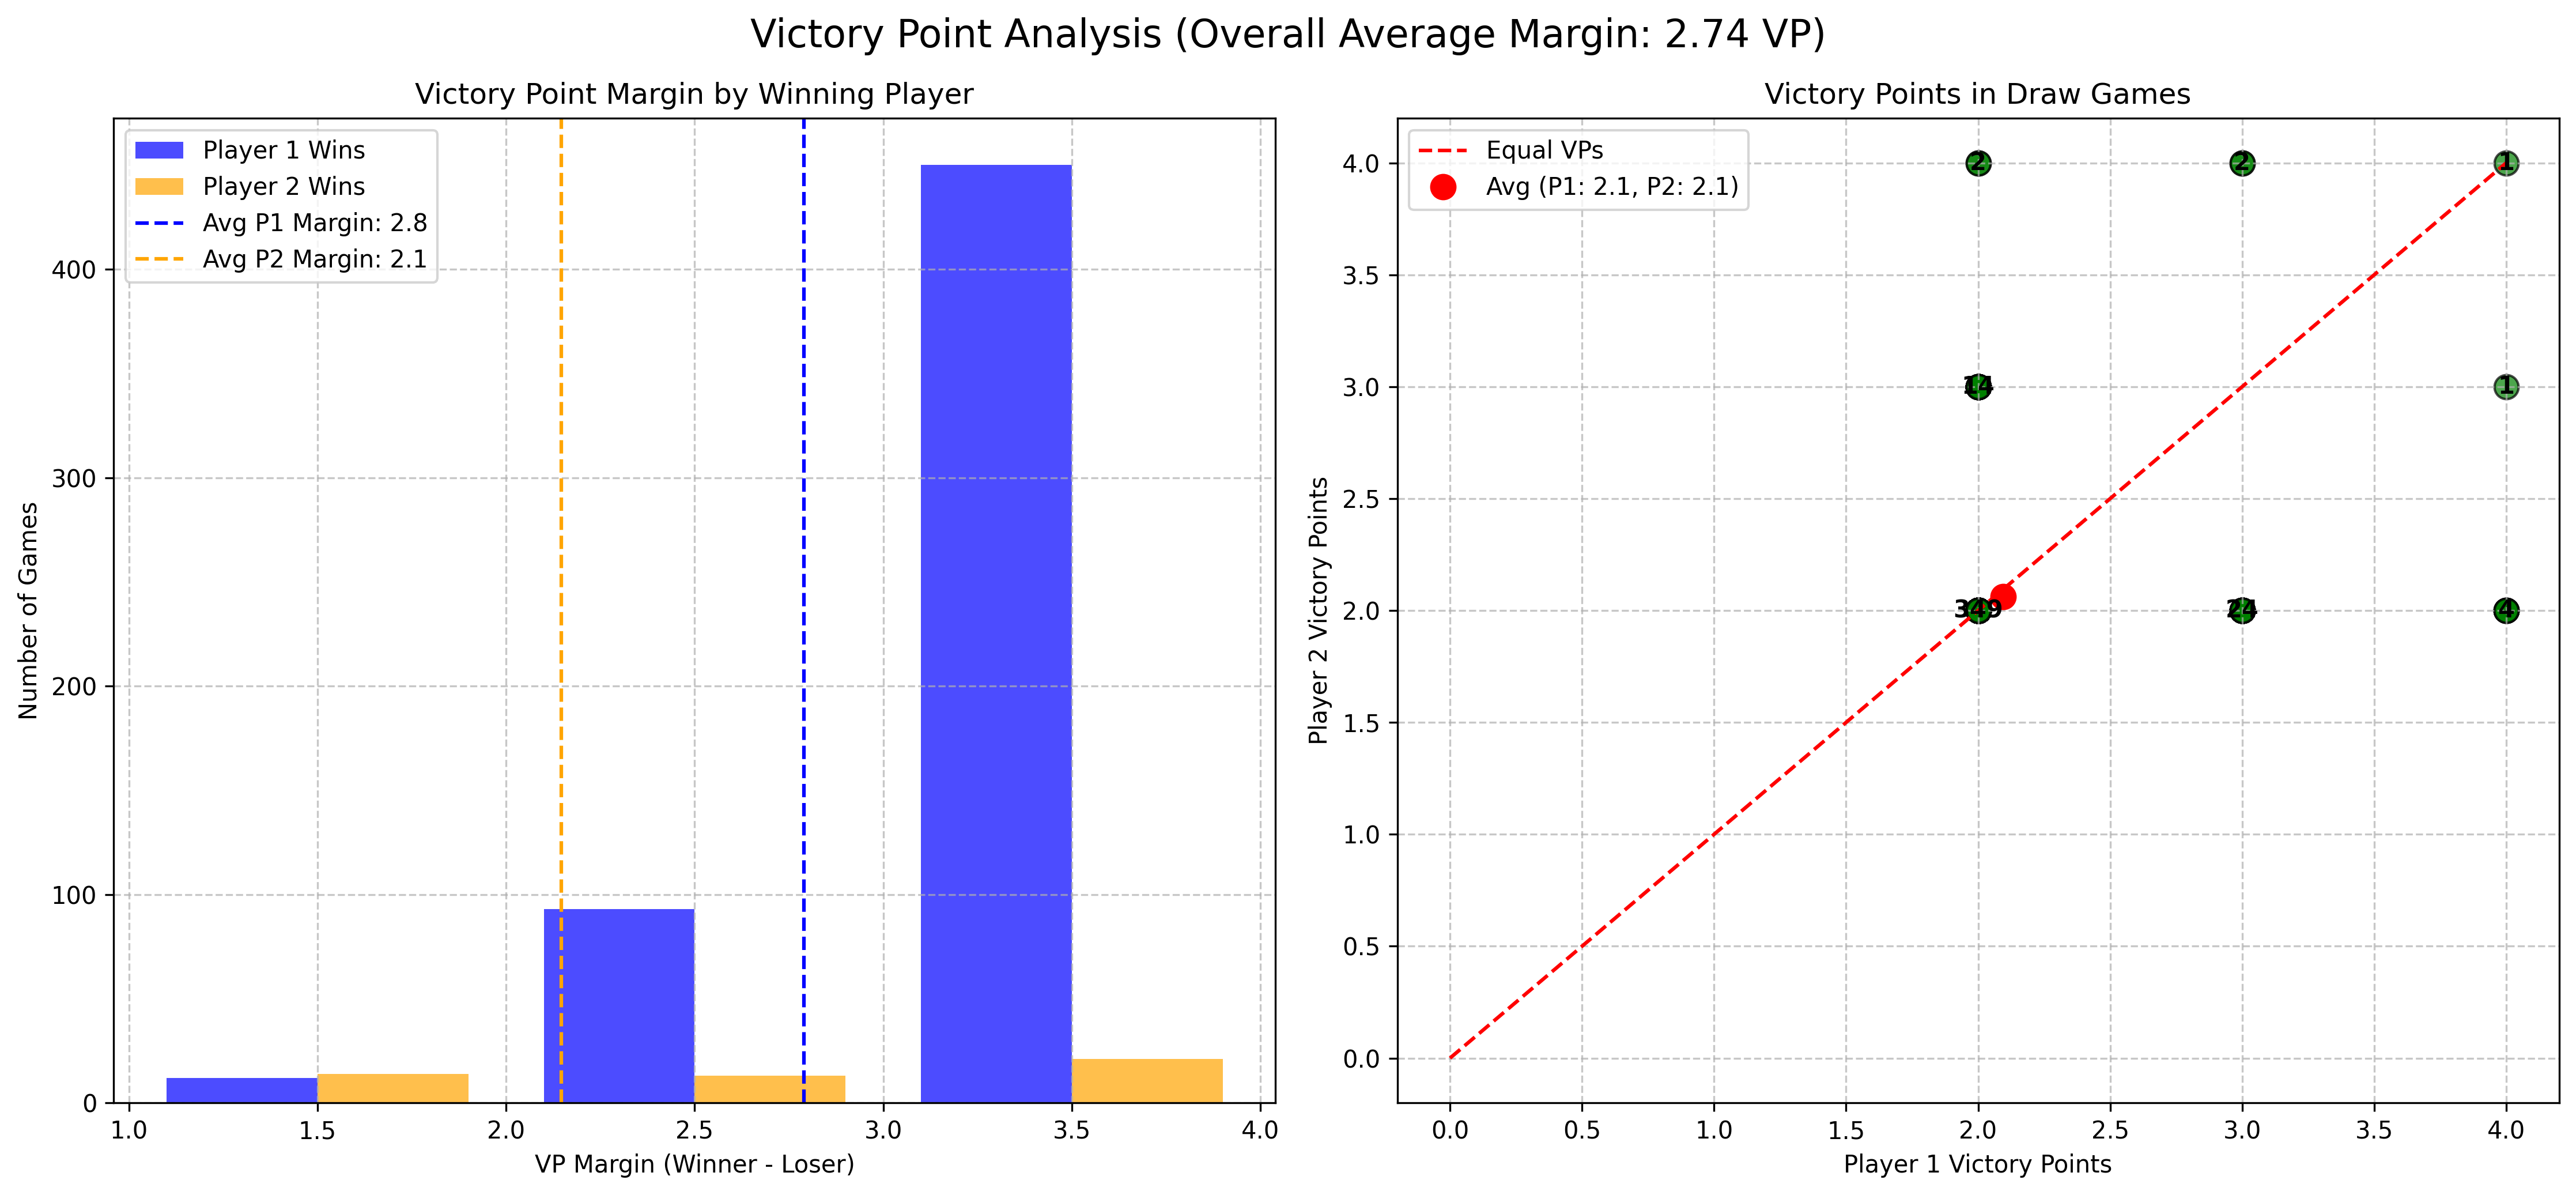 Victory Point Analysis (Overall Average Margin: 2.74 VP)
Victory Point Margin by Winning Player
Player 1 Wins
Player 2 Wins
Avg P1 Margin: 2.8
Avg P2 Margin: 2.1
Number of Games
400
300
200
100
0
1.0 1.5 2.0 2.5 3.0 3.5 4.0
VP Margin (Winner - Loser)
Victory Points in Draw Games
Equal VPs
Avg (P1: 2.1, P2: 2.1)
Player 2 Victory Points
4.0
3.5
3.0
2.5
2.0
1.5
1.0
0.5
0.0
2 2 1
14 1
349 24 4
0.0 0.5 1.0 1.5 2.0 2.5 3.0 3.5 4.0
Player 1 Victory Points